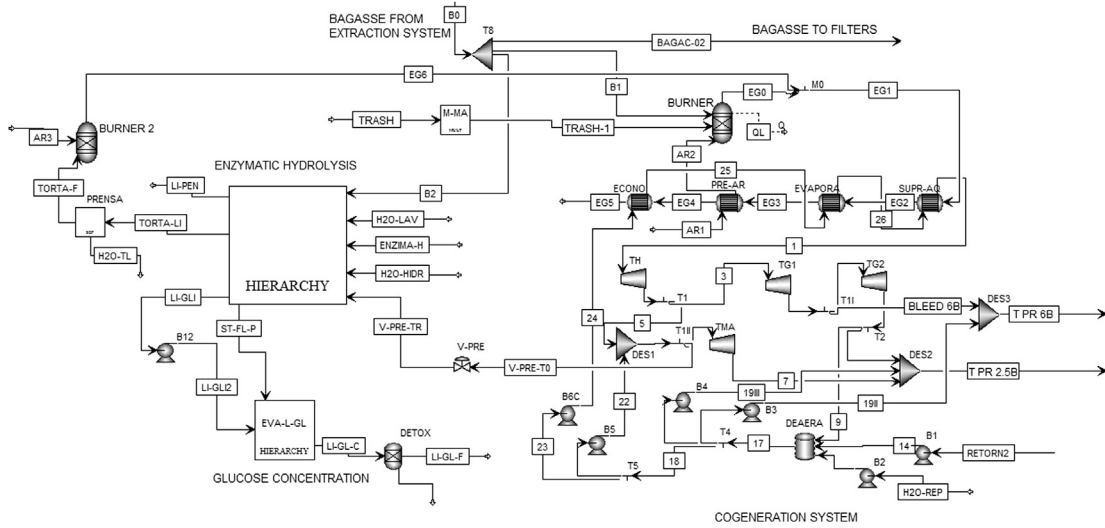 BAGASSE FROM
EXTRACTION SYSTEM
B0
T8
BAGAC-02
BAGASSE TO FILTERS
EG6
B1
BURNER
EG0
M0
EG1
QL
Q
TRASH
M-MA
TRASH-1
AR2
BURNER 2
AR3
TORTA-F
PRENSA
TORTA-LI
H2O-TL
LI-PEN
ENZYMATIC HYDROLYSIS
HIERARCHY
B2
H2O-LAV
ENZIMA-H
H2O-HIDR
V-PRE-TR
V-PRE
V-PRE-T0
25
ECONO
PRE-AR
EVAPORA
SUPR-AQ
EG5
EG4
EG3
EG2
26
AR1
1
TH
3
TG1
TG2
T1
T1I
BLEED 6B
DES3
T PR 6B
24
5
T1II
TMA
DES1
T2
DES2
T PR 2.5B
7
LI-GLI
ST-FL-P
B12
LI-GLI2
EVA-L-GL
HIERARCHY
LI-GL-C
DETOX
LI-GL-F
GLUCOSE CONCENTRATION
22
B4
19III
B3
19II
B6C
B5
23
T4
17
DEAERA
9
14
B1
RETORN2
18
T5
B2
H2O-REP
COGENERATION SYSTEM